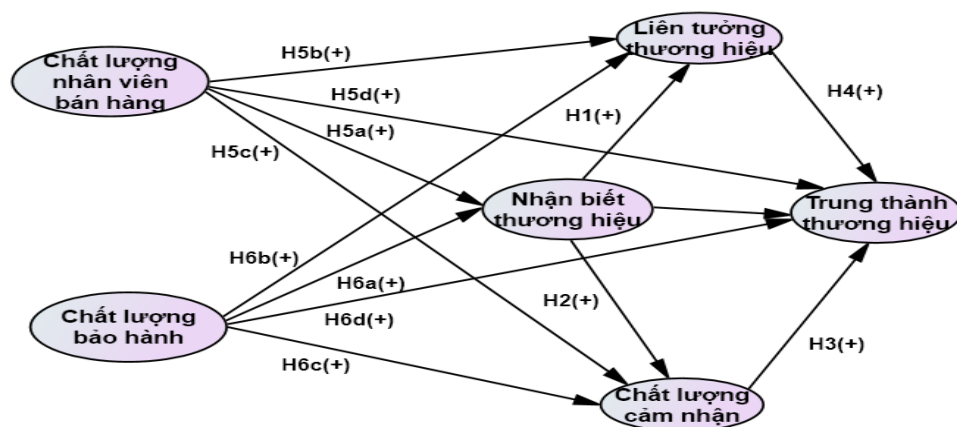 Liên tưởng
thương hiệu
Chất lượng
nhân viên
bán hàng
H5b(+)
H5d(+)
H5a(+)
H5c(+)
H1(+)
H4(+)
Nhận biết
thương hiệu
Trung thành
thương hiệu
H6b(+)
H6a(+)
H6d(+)
H6c(+)
H2(+)
H3(+)
Chất lượng
bảo hành
Chất lượng
cảm nhận